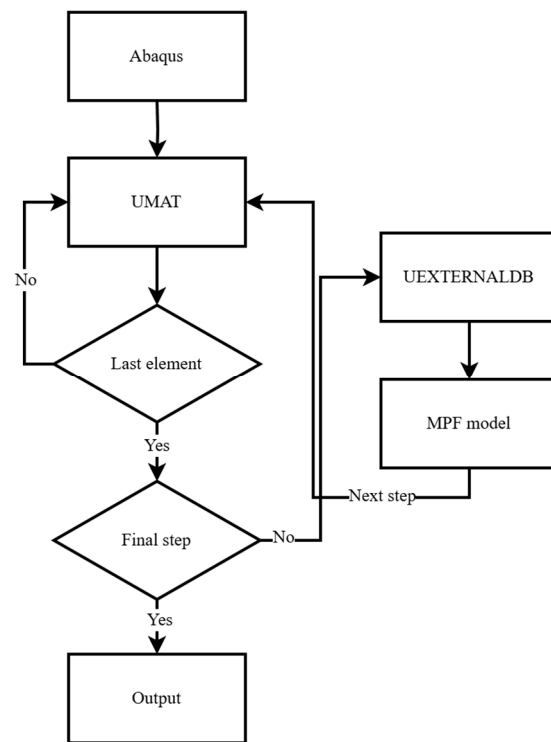 Abaqus
UMAT
No
UEXTERNALDB
Last element
MPF model
Yes
Next step
Final step
No
Yes
Output